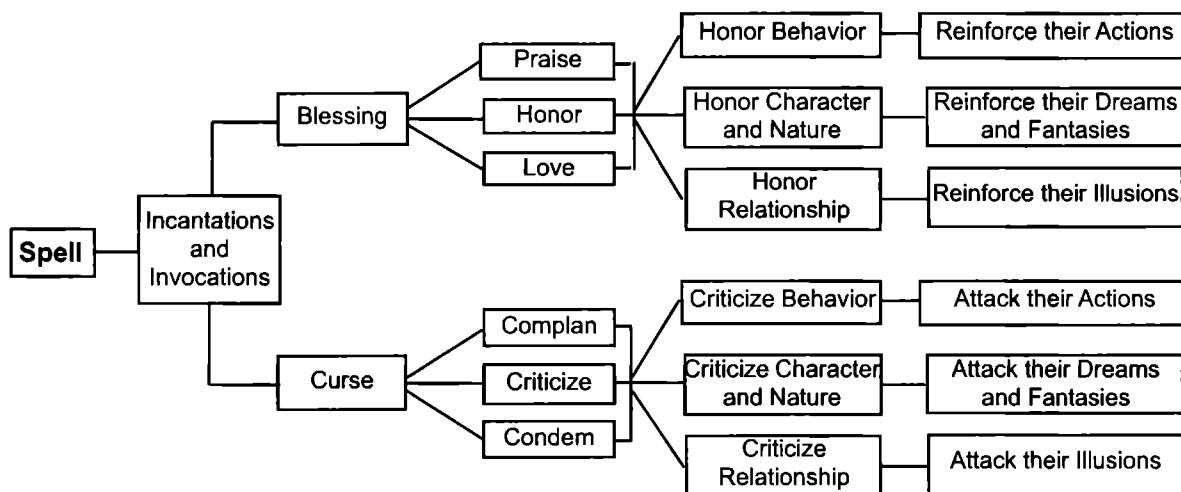 Spell
Incantations
and
Invocations
Blessing
Praise
Honor
Love
Honor Behavior
Reinforce their Actions
Honor Character
and Nature
Reinforce their Dreams
and Fantasies
Honor
Relationship
Reinforce their Illusions.
Curse
Complan
Criticize
Condem
Criticize Behavior
Attack their Actions
Criticize Character
and Nature
Attack their Dreams
and Fantasies
Criticize
Relationship
Attack their Illusions